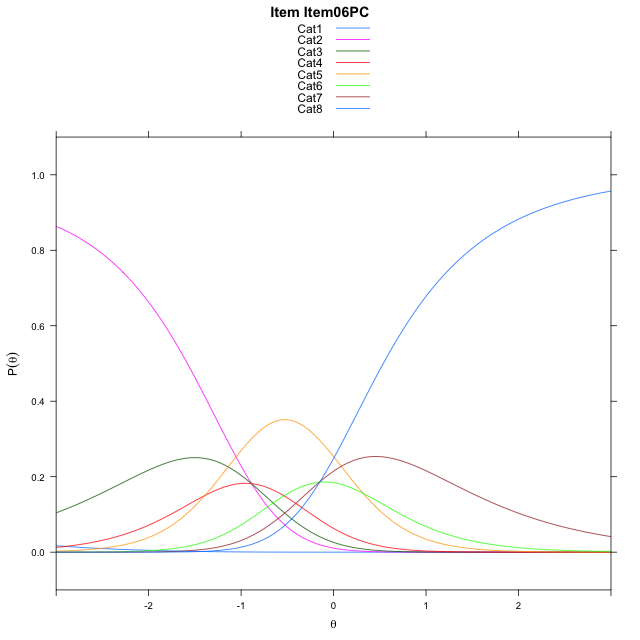 Item Item06PC
Cat1
Cat2
Cat3
Cat4
Cat5
Cat6
Cat7
Cat8
1.0
0.8
0.6
0.4
0.2
0.0
P(θ)
-2 -1 0 1 2
θ